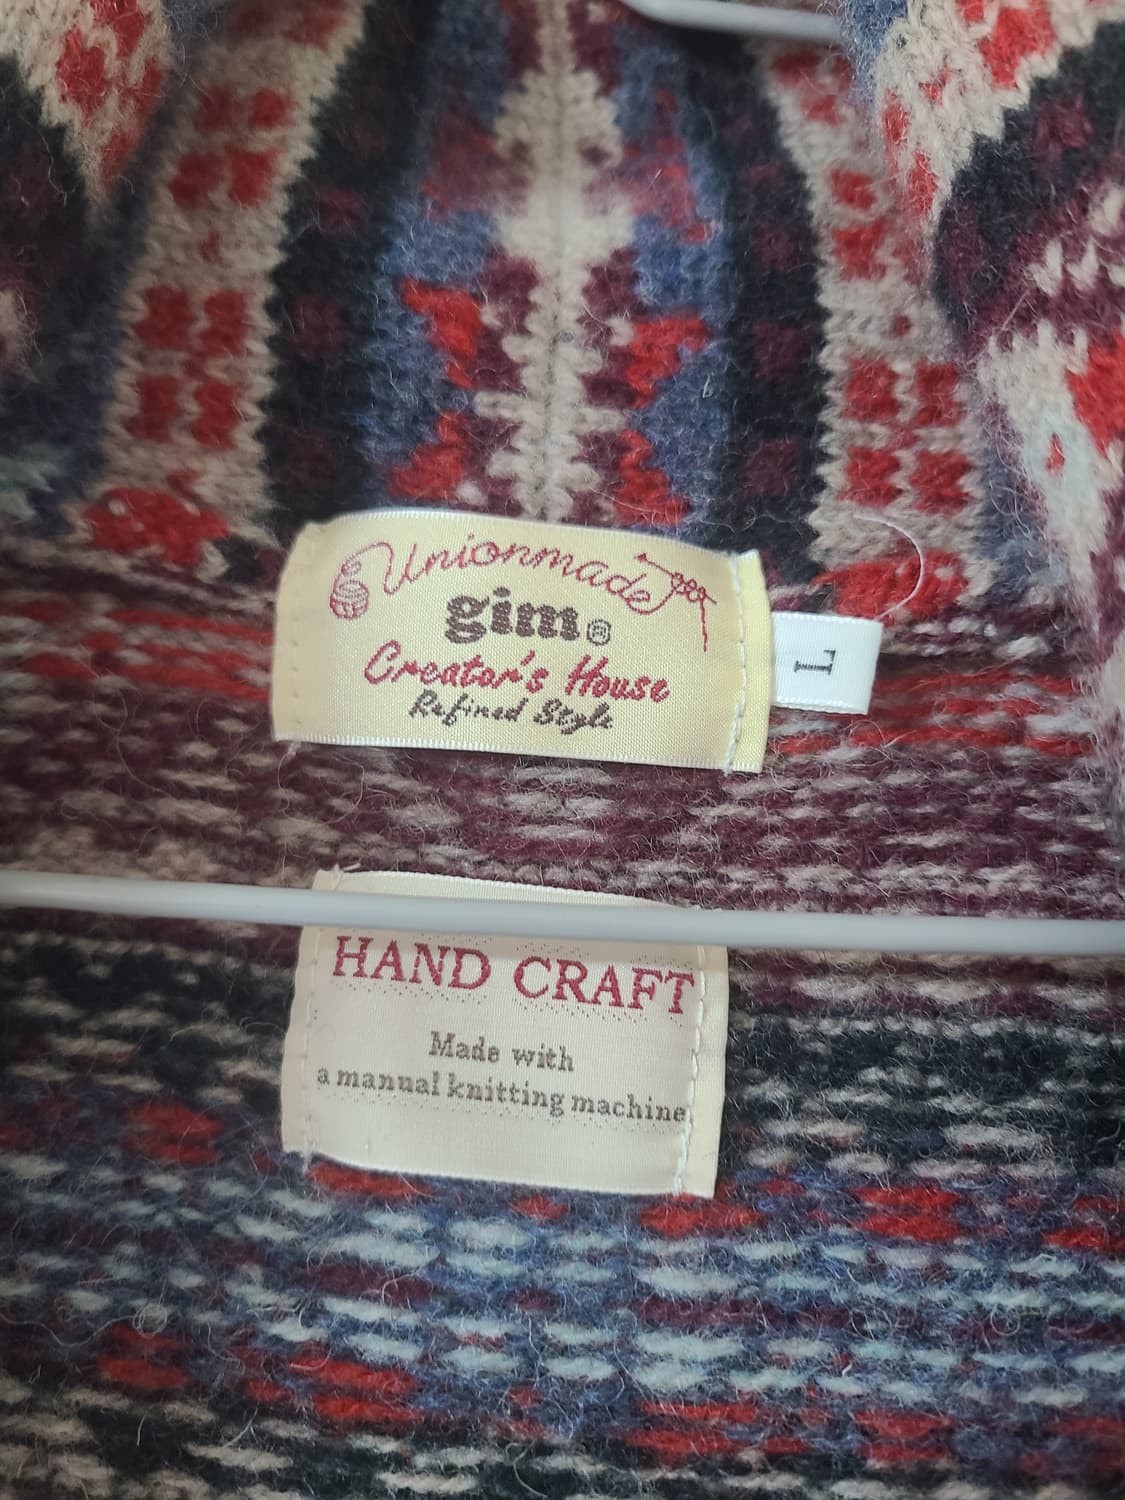 Unionmade
gim®
Creator's House
Refined Style
L
HAND CRAFT
Made with
a manual knitting machine